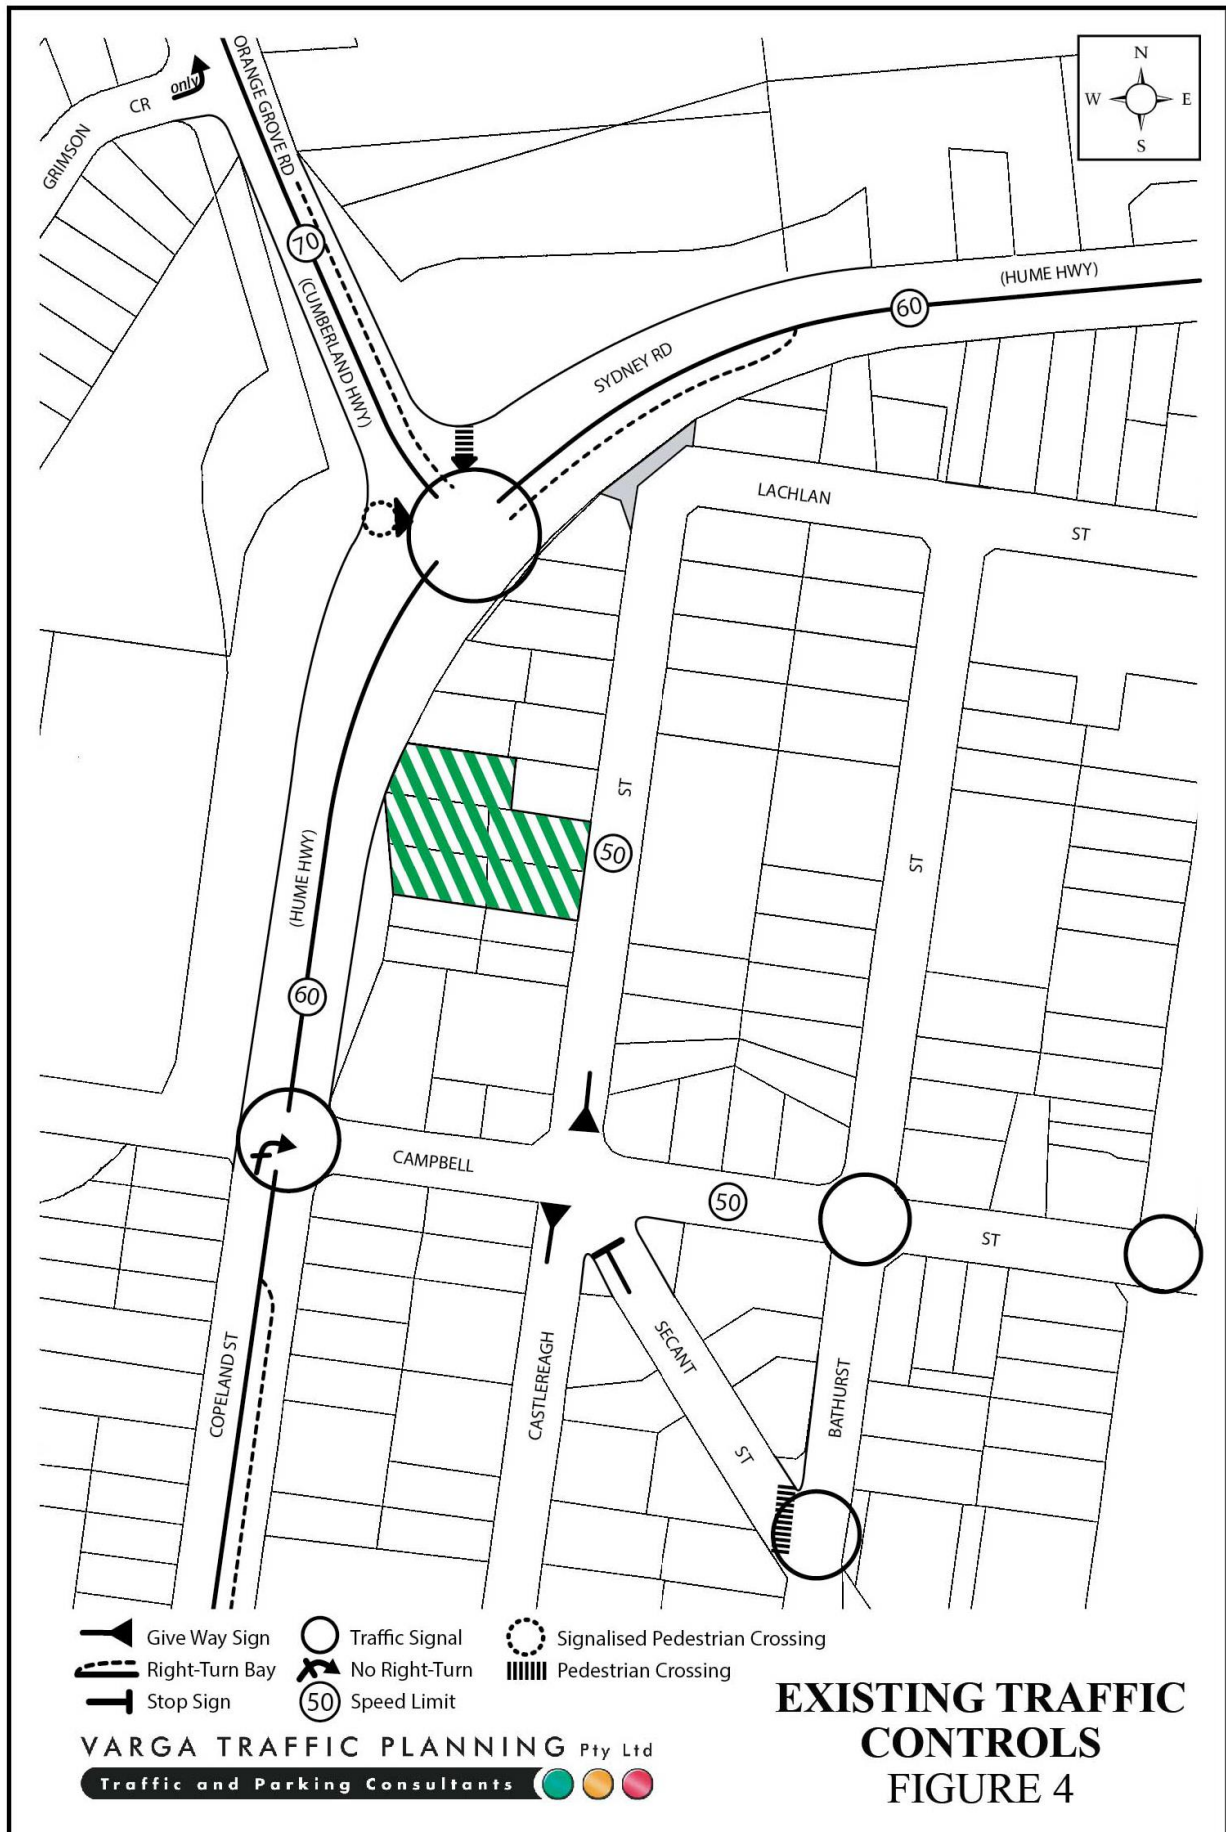 ORANGE GROVE RD
only
CR
GRIMSON
N
W
E
S
70
(CUMBERLAND HWY)
(HUME HWY)
60
SYDNEY RD
LACHLAN
ST
ST
50
ST
(HUME HWY)
60
CAMPBELL
50
ST
SECANT
ST
COPELAND ST
CASTLEREAGH
BATHURST
Give Way Sign
Traffic Signal
Signalised Pedestrian Crossing
Right-Turn Bay
No Right-Turn
Pedestrian Crossing
Stop Sign
50
Speed Limit
VARGA TRAFFIC PLANNING Pty Ltd
Traffic and Parking Consultants
EXISTING TRAFFIC
CONTROLS
FIGURE 4